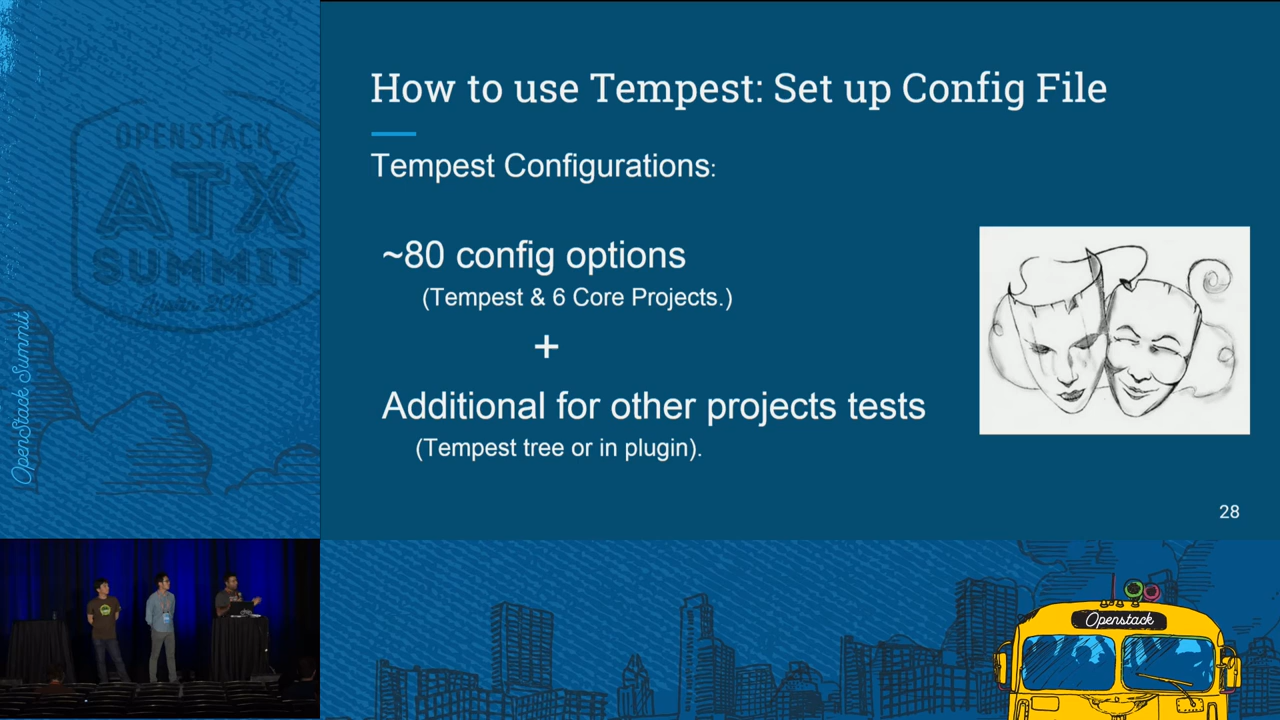 How to use Tempest: Set up Config File
Tempest Configurations:
~80 config options
(Tempest & 6 Core Projects.)
+
Additional for other projects tests
(Tempest tree or in plugin).
28
OPENSTACK
ATX
SUMMIT
Austin 2016
OpenStack Summit
Openstack